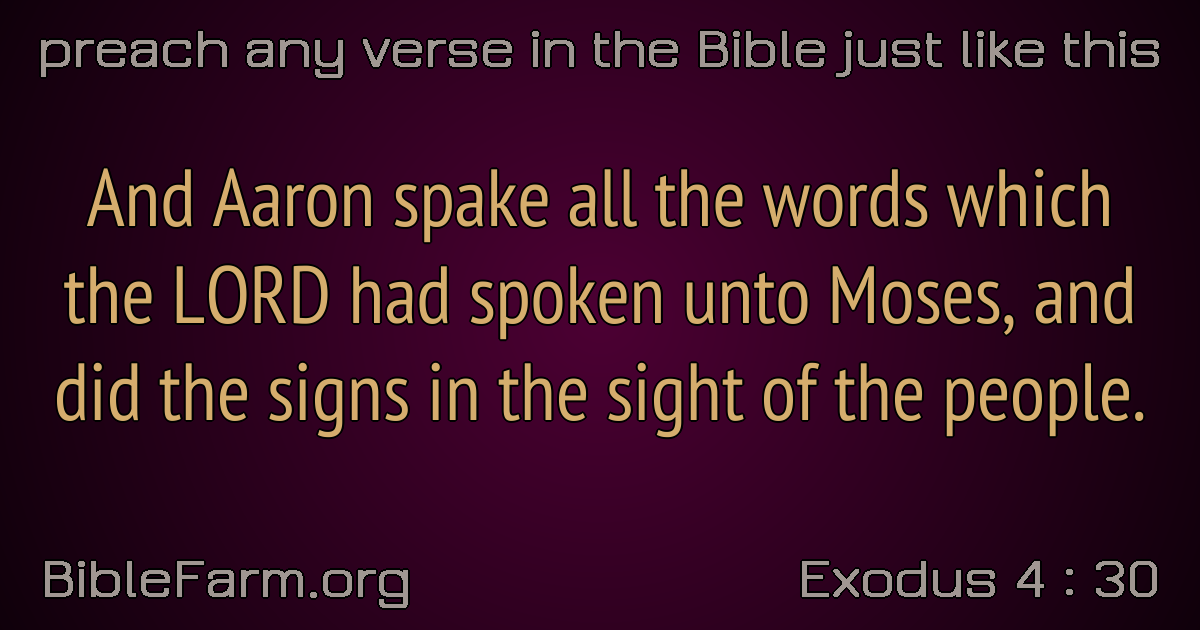 preach any verse in the Bible just like this
And Aaron spake all the words which
the LORD had spoken unto Moses, and
did the signs in the sight of the people.
BibleFarm.org
Exodus 4 : 30